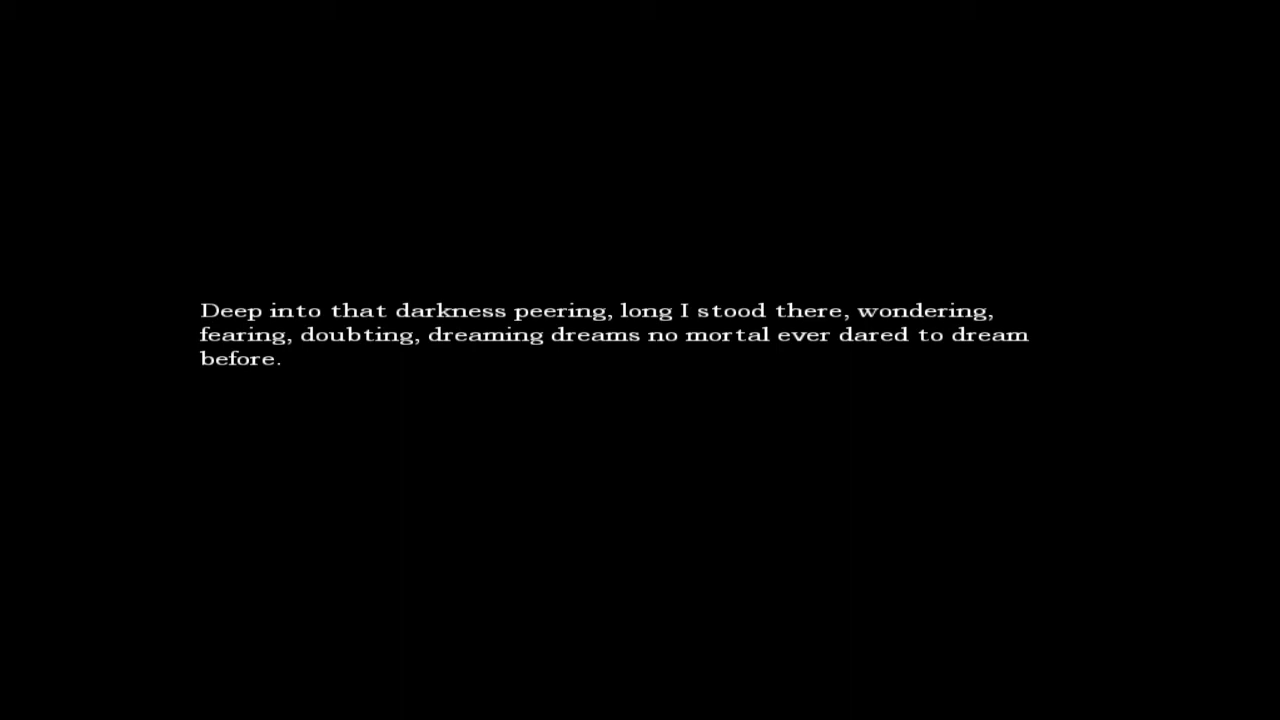 Deep into that darkness peering, long I stood there, wondering,
fearing, doubting, dreaming dreams no mortal ever dared to dream
before.